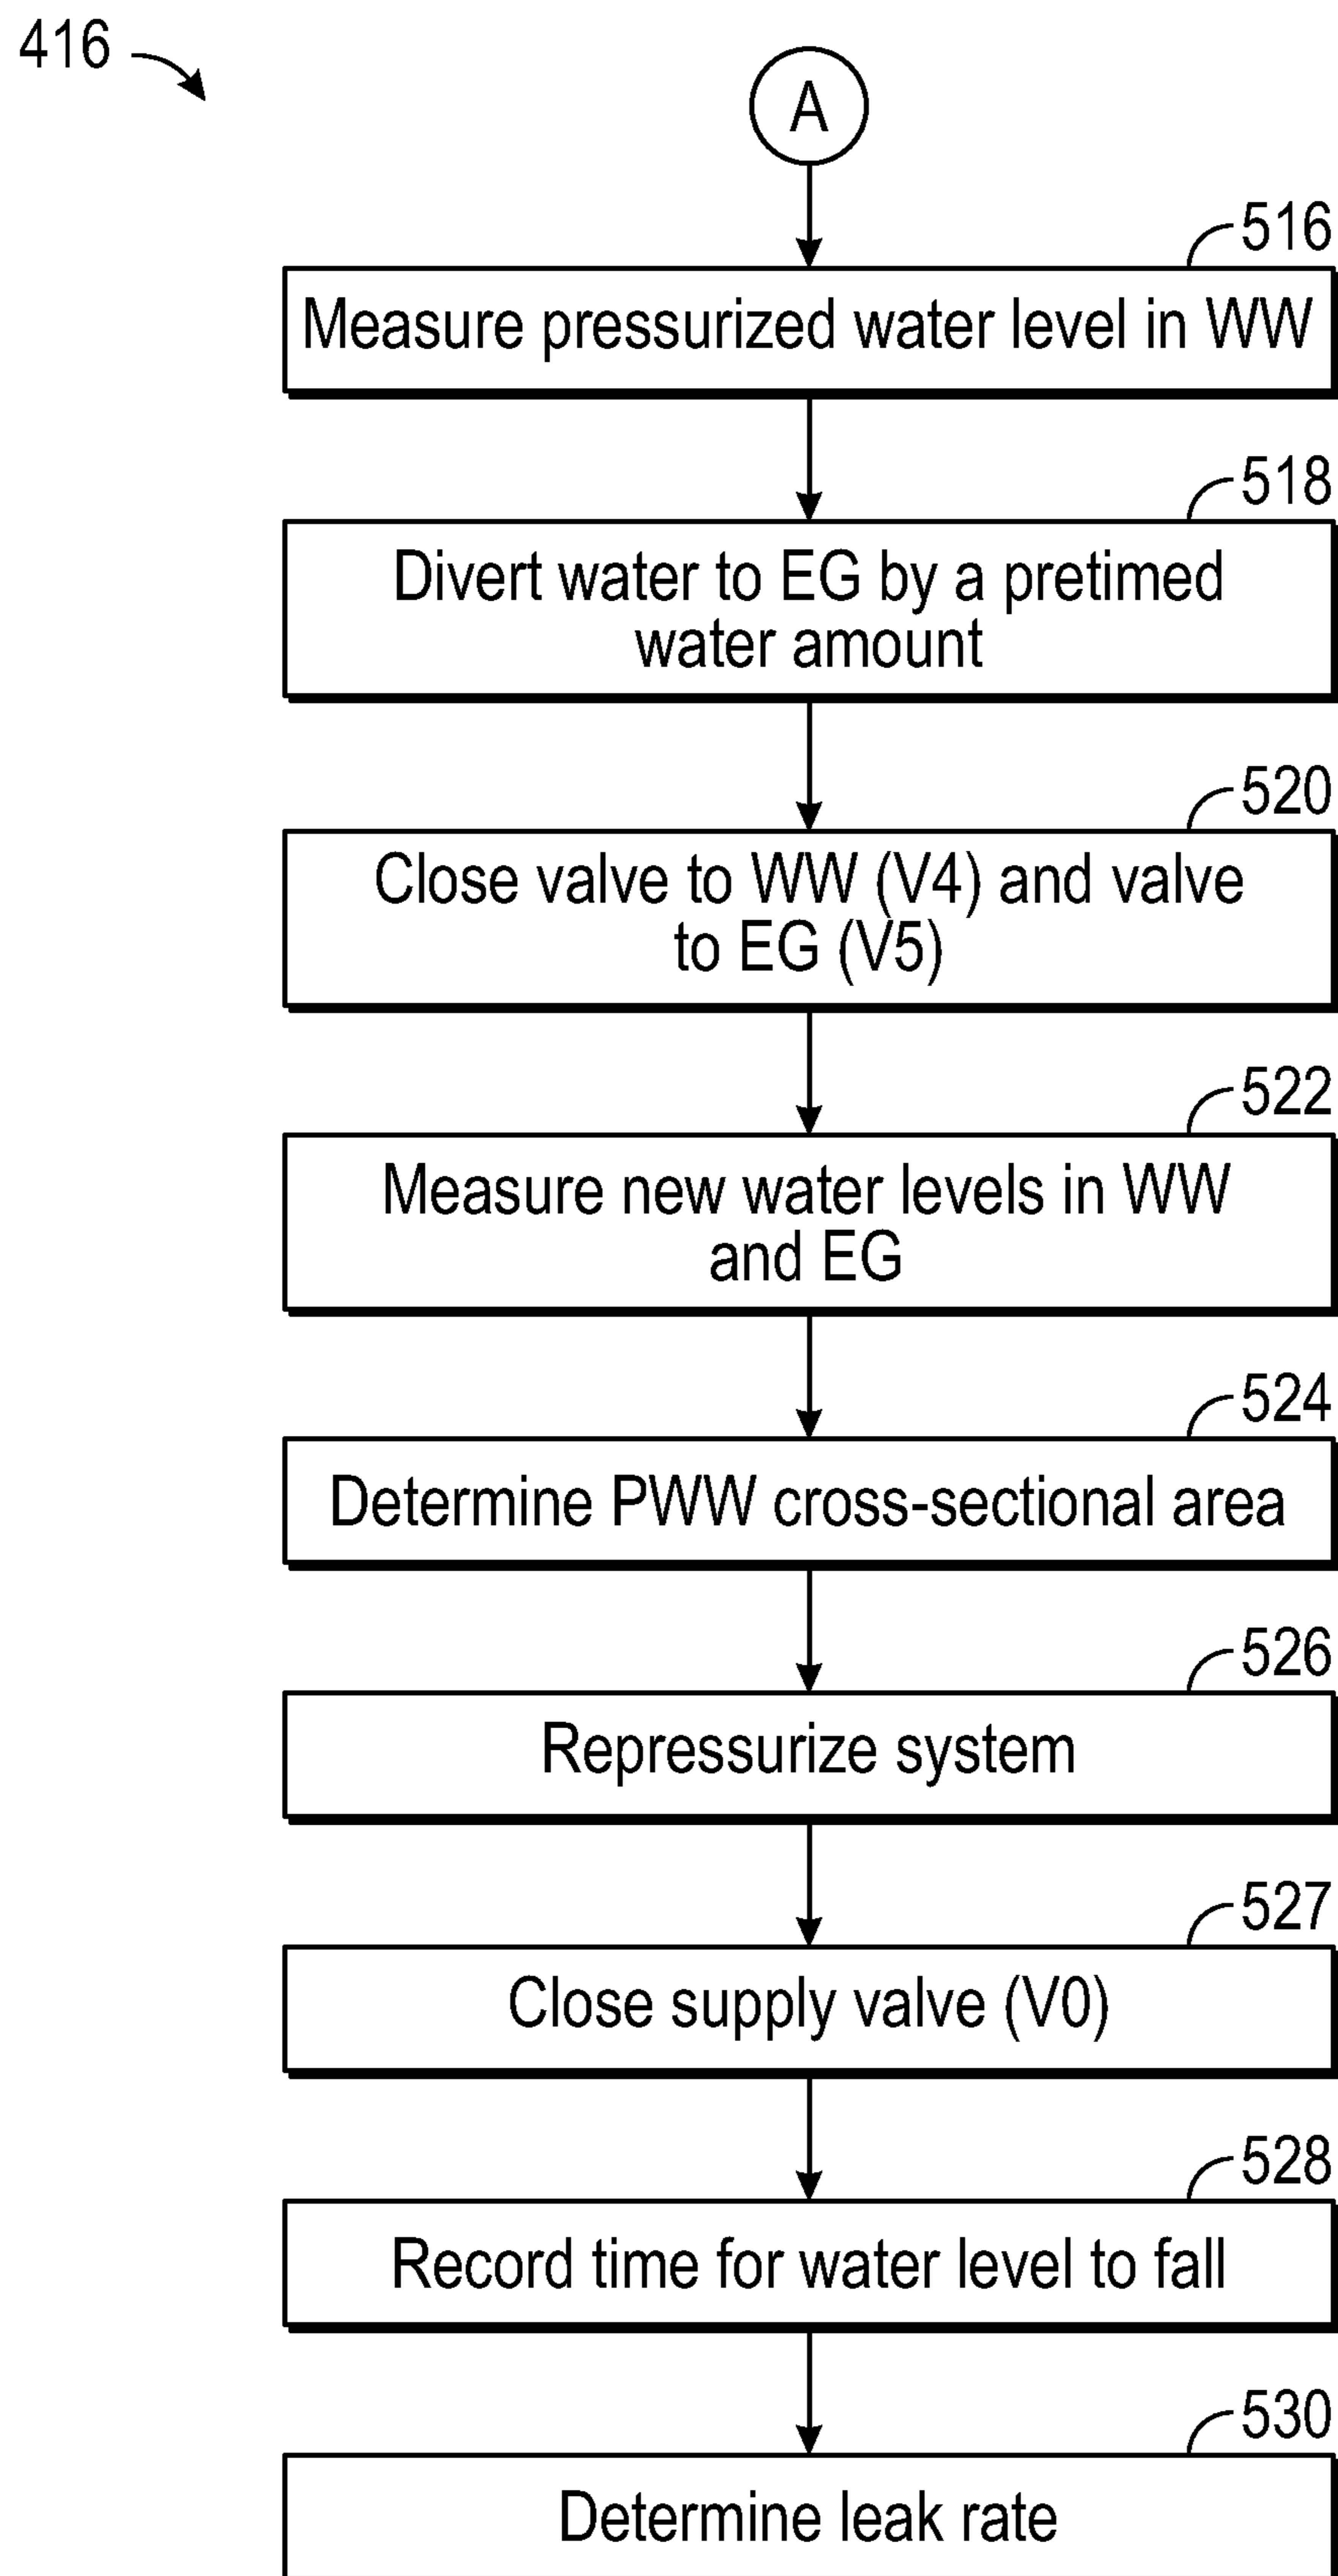 416
A
516
Measure pressurized water level in WW
518
Divert water to EG by a pretimed
water amount
520
Close valve to WW (V4) and valve
to EG (V5)
522
Measure new water levels in WW
and EG
524
Determine PWW cross-sectional area
526
Repressurize system
527
Close supply valve (V0)
528
Record time for water level to fall
530
Determine leak rate